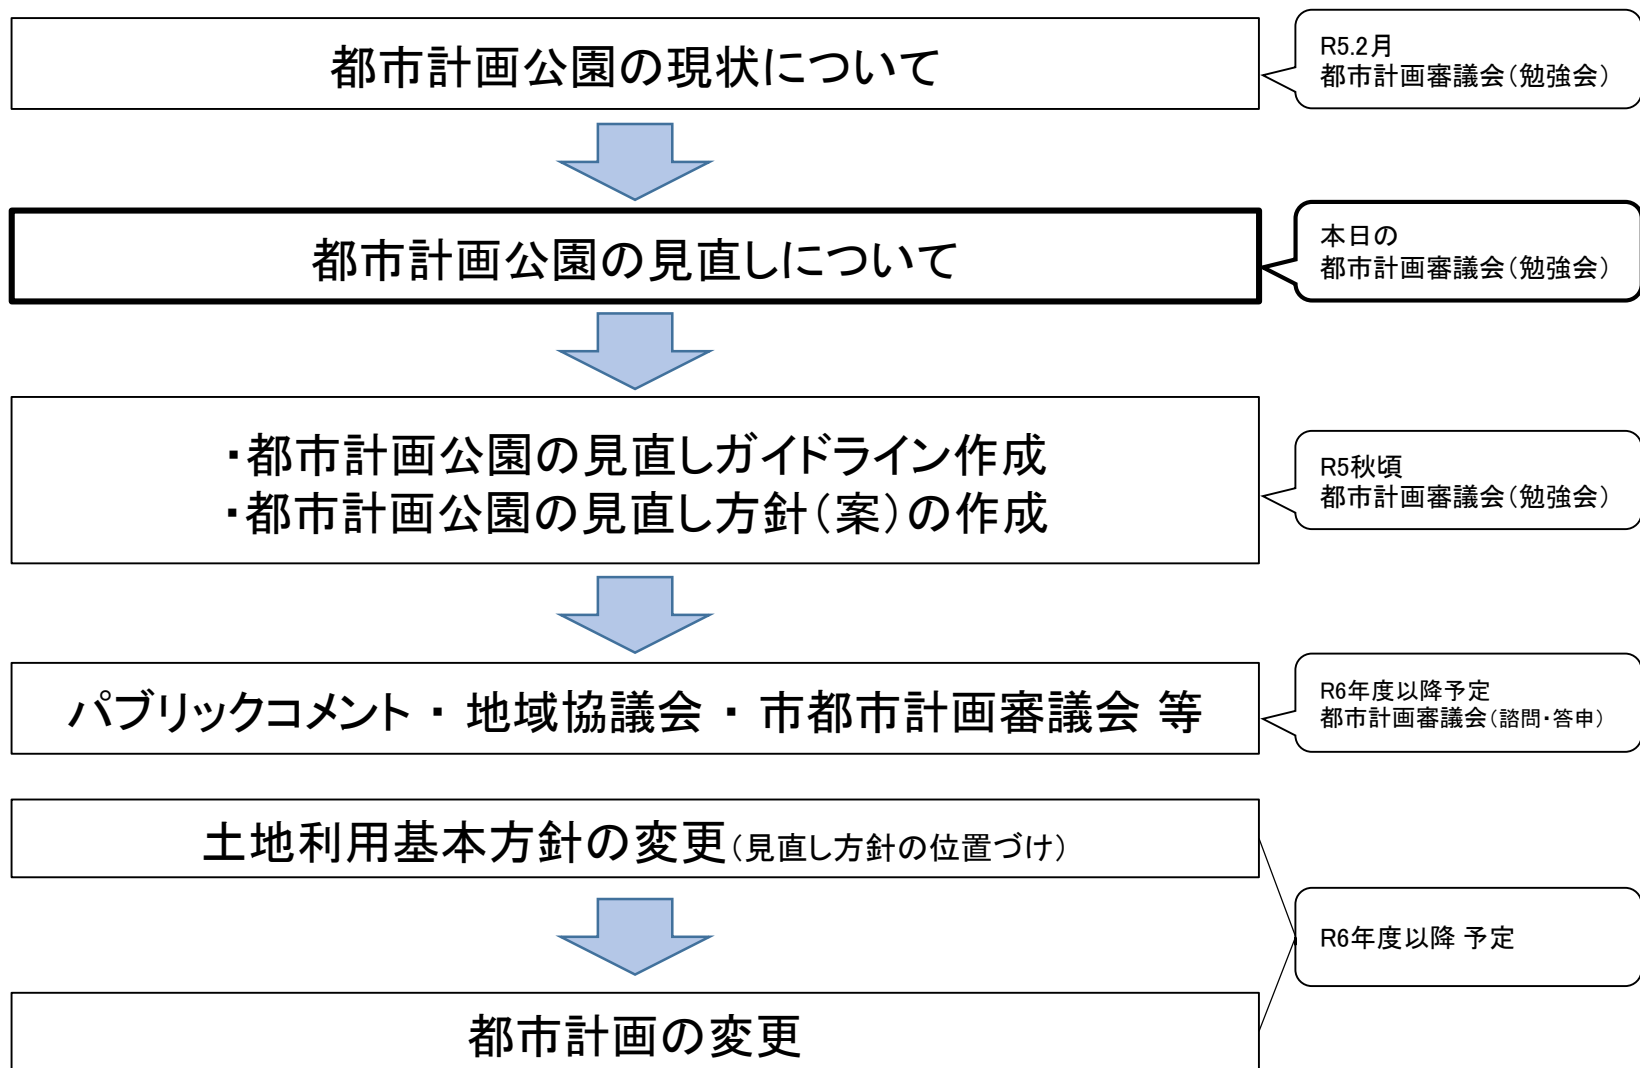 都市計画公園の現状について
R5.2月
都市計画審議会（勉強会）
都市計画公園の見直しについて
本日の
都市計画審議会（勉強会）
・都市計画公園の見直しガイドライン作成
・都市計画公園の見直し方針（案）の作成
R5秋頃
都市計画審議会（勉強会）
パブリックコメント ・ 地域協議会 ・ 市都市計画審議会 等
R6年度以降予定
都市計画審議会（諮問・答申）
土地利用基本方針の変更（見直し方針の位置づけ）
R6年度以降 予定
都市計画の変更